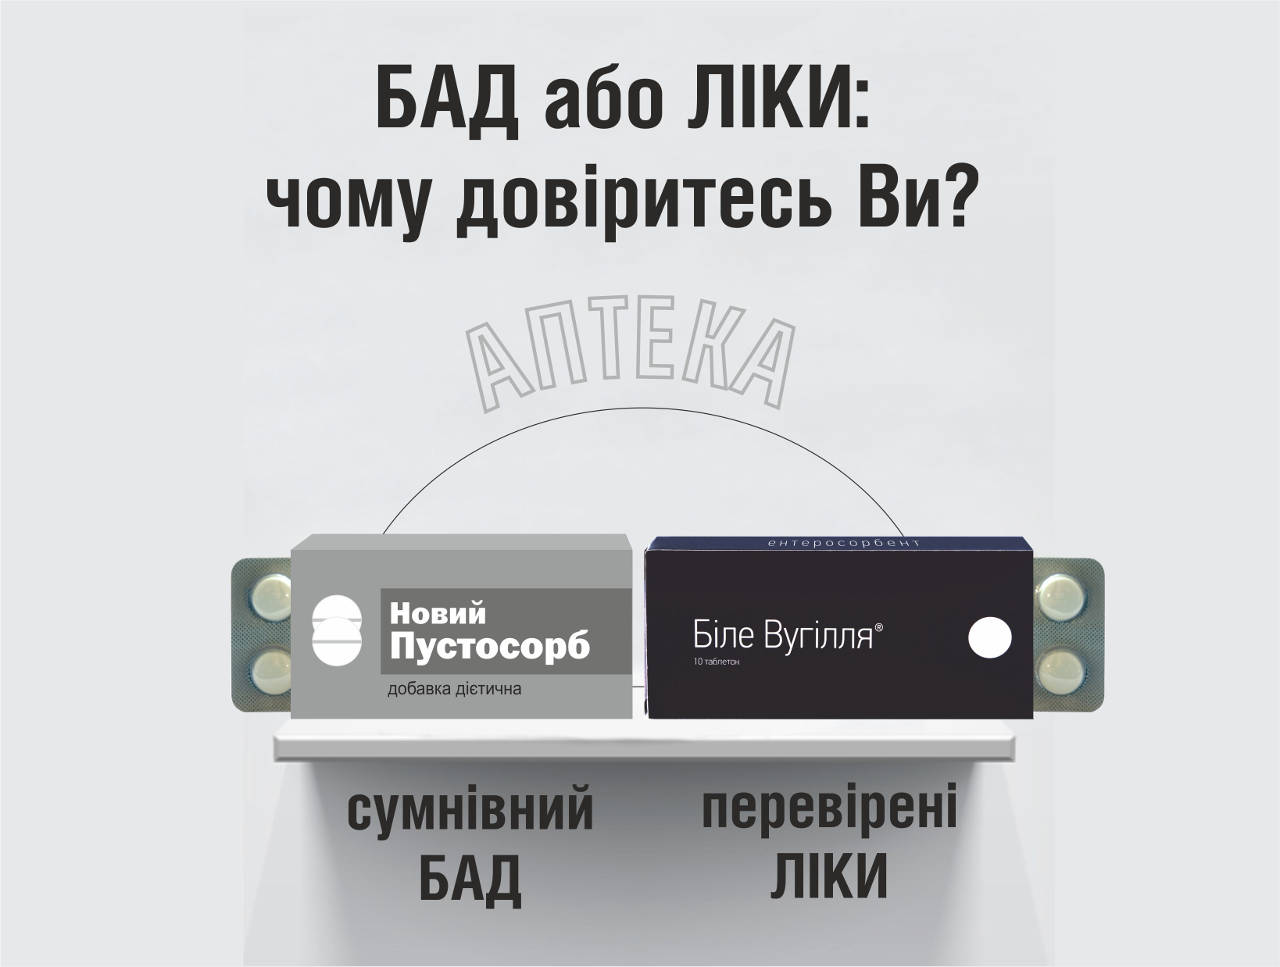 БАД або ЛІКИ:
чому довіритесь Ви?
АПТЕКА
Новий
Пустосорб
добавка дієтична
ентеросорбент
Біле Вугілля®
10 таблеток
сумнівний
БАД
перевірені
ЛІКИ